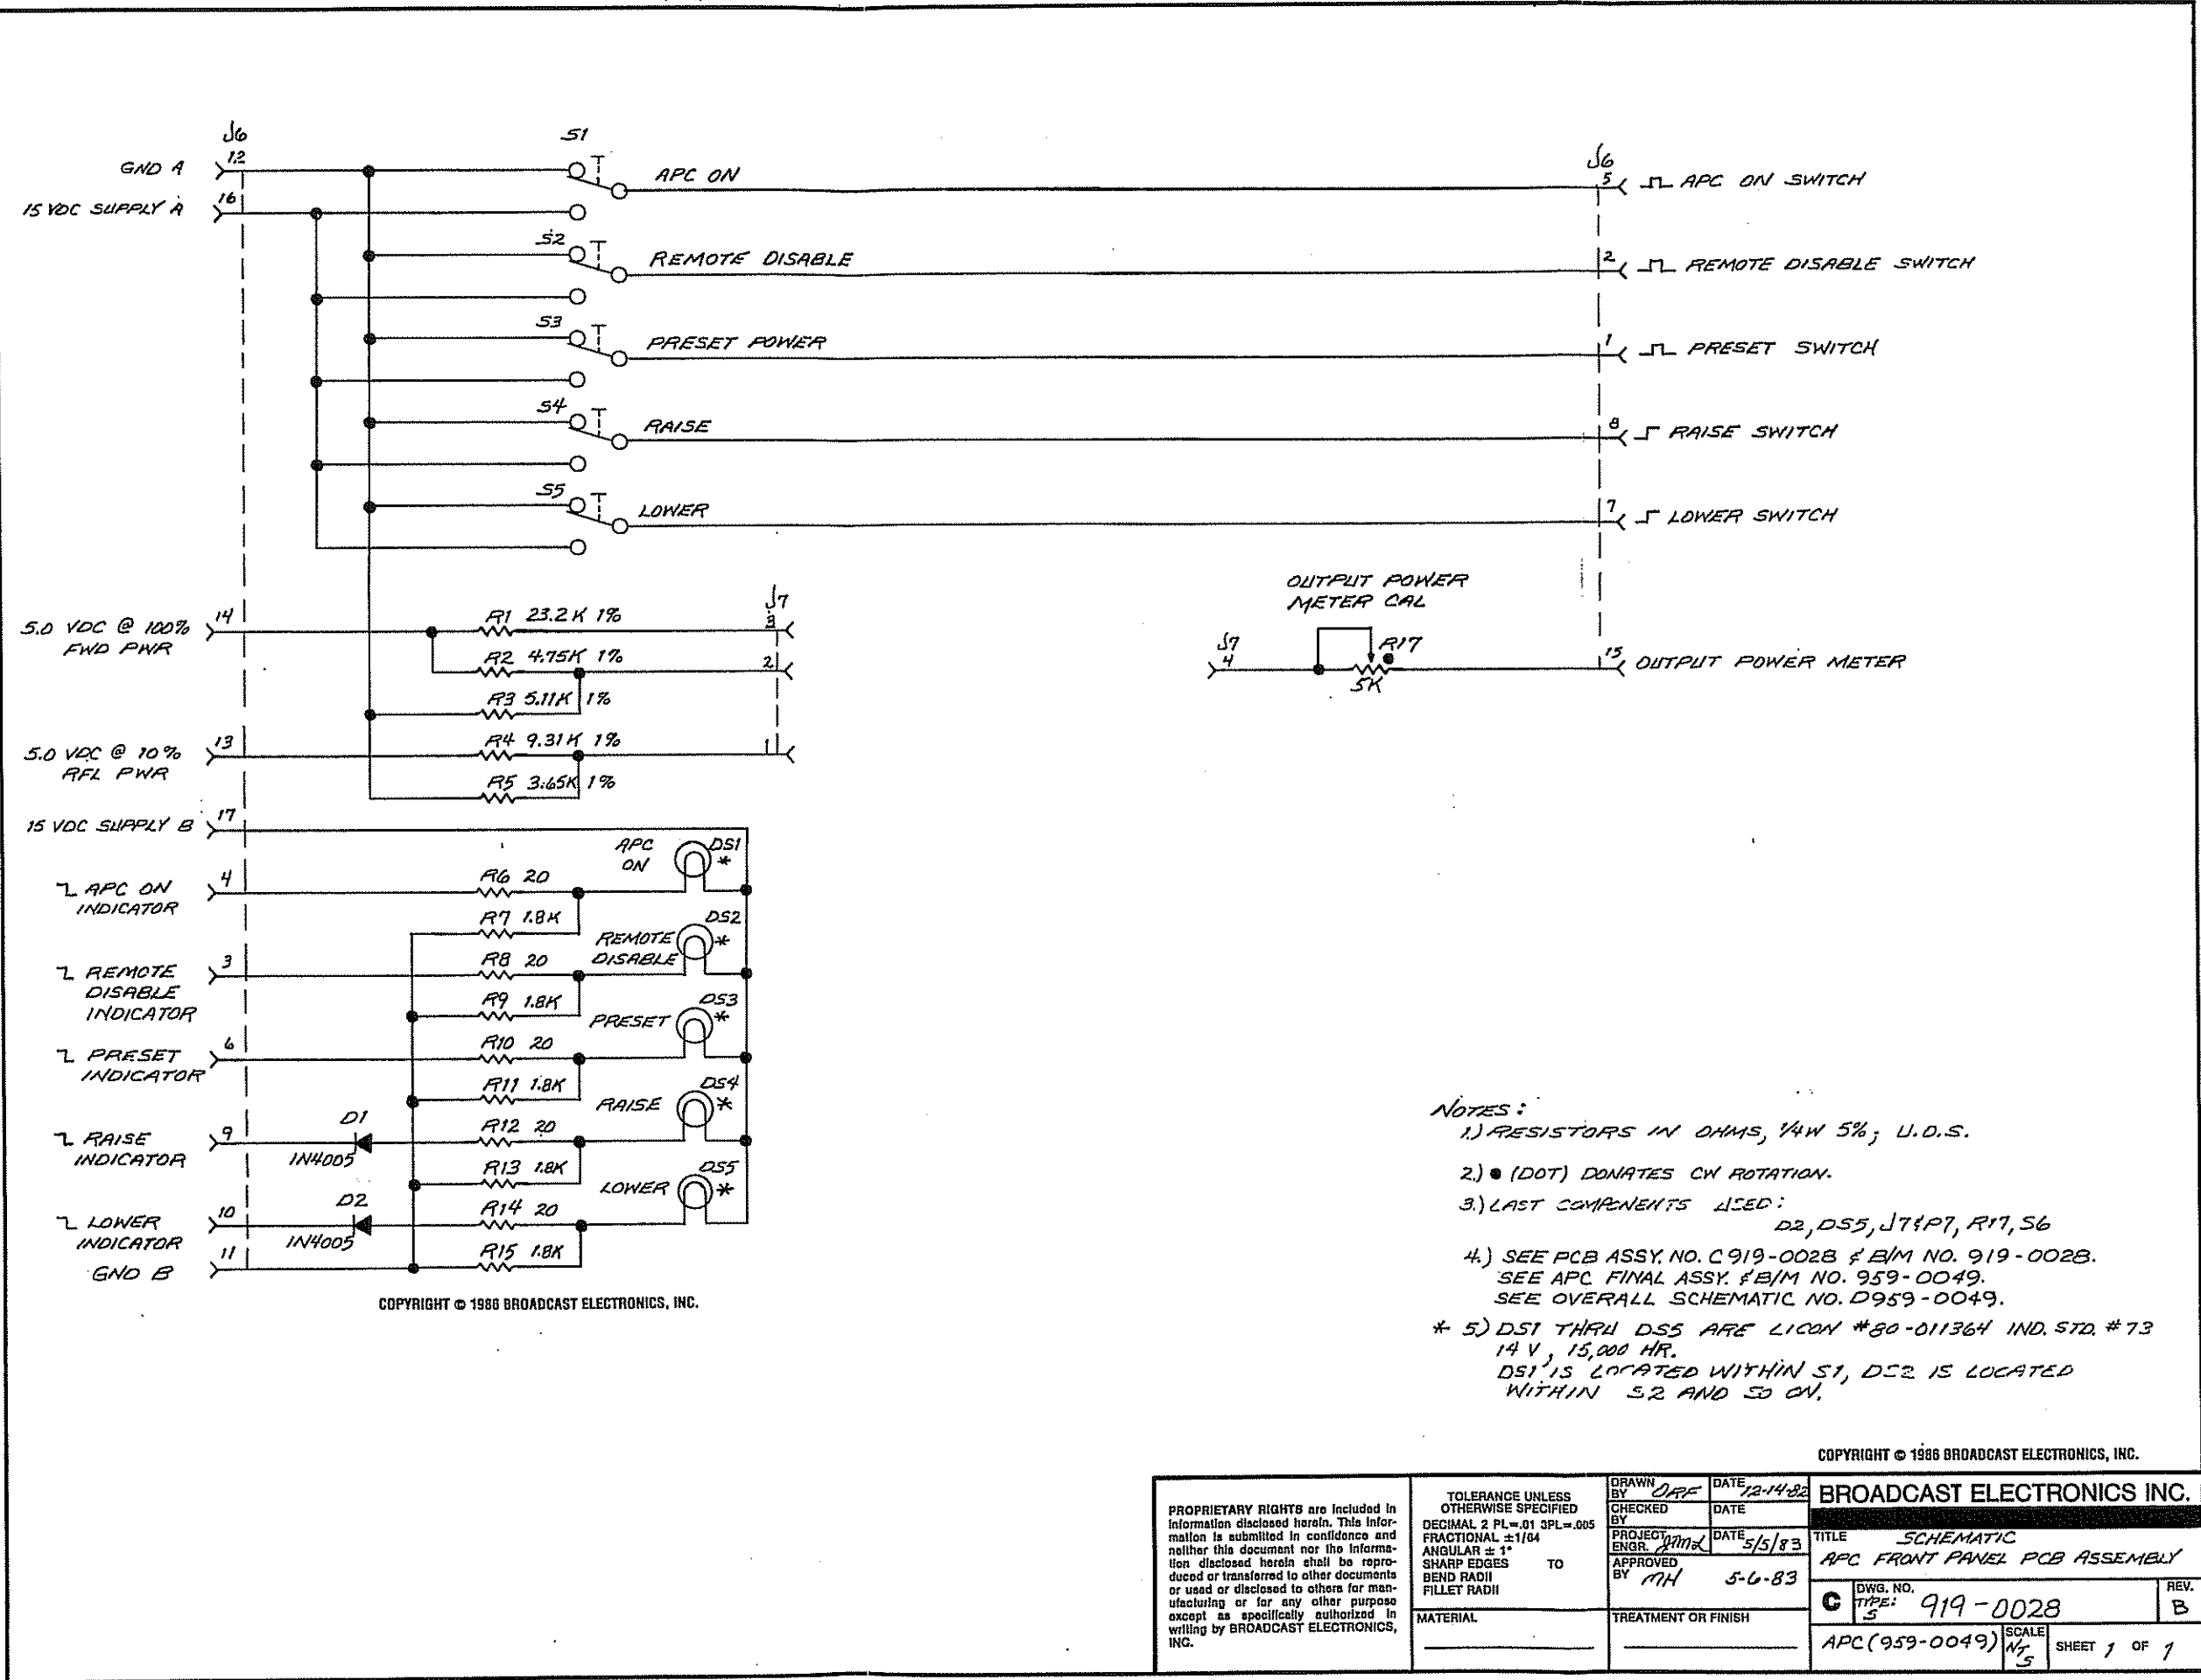 J6
12
GND A
16
15 VDC SUPPLY A
S1
APC ON
S2
REMOTE DISABLE
S3
PRESET POWER
S4
RAISE
S5
LOWER
J6
5
APC ON SWITCH
2
REMOTE DISABLE SWITCH
1
PRESET SWITCH
8
RAISE SWITCH
7
LOWER SWITCH
14
5.0 VDC @ 100%
FWD PWR
R1 23.2K 1%
R2 4.75K 1%
R3 5.11K 1%
J7
3
2
1
13
5.0 VDC @ 10%
RFL PWR
R4 9.31K 1%
R5 3.65K 1%
OUTPUT POWER
METER CAL
J7
4
R17
5K
15
OUTPUT POWER METER
17
15 VDC SUPPLY B
APC
ON
DS1
*
4
APC ON
INDICATOR
R6 20
R7 1.8K
REMOTE
DISABLE
DS2
*
3
REMOTE
DISABLE
INDICATOR
R8 20
R9 1.8K
PRESET
DS3
*
6
PRESET
INDICATOR
R10 20
R11 1.8K
RAISE
DS4
*
9
RAISE
INDICATOR
D1
1N4005
R12 20
R13 1.8K
LOWER
DS5
*
10
LOWER
INDICATOR
D2
1N4005
R14 20
R15 1.8K
11
GND B
COPYRIGHT © 1986 BROADCAST ELECTRONICS, INC.
NOTES:
1.) RESISTORS IN OHMS, 1/4W 5%; U.O.S.
2.) ● (DOT) DONATES CW ROTATION.
3.) LAST COMPONENTS USED:
D2, DS5, J7&P7, R17, S6
4.) SEE PCB ASSY. NO. C919-0028 & B/M NO. 919-0028.
SEE APC FINAL ASSY. & B/M NO. 959-0049.
SEE OVERALL SCHEMATIC NO. D959-0049.
* 5) DS1 THRU DS5 ARE LICON #80-011364 IND. STD. #73
14 V, 15,000 HR.
DS1 IS LOCATED WITHIN S1, DS2 IS LOCATED
WITHIN S2 AND SO ON.
COPYRIGHT © 1986 BROADCAST ELECTRONICS, INC.
PROPRIETARY RIGHTS are included in
information disclosed herein. This infor-
mation is submitted in confidence and
neither this document nor the informa-
tion disclosed herein shall be repro-
duced or transferred to other documents
or used or disclosed to others for man-
ufacturing or for any other purpose
except as specifically authorized in
writing by BROADCAST ELECTRONICS,
INC.
TOLERANCE UNLESS
OTHERWISE SPECIFIED
DECIMAL 2 PL=.01 3PL=.005
FRACTIONAL ±1/64
ANGULAR ± 1°
SHARP EDGES TO
BEND RADII
FILLET RADII
MATERIAL
DRAWN
BY
DATE 12-14-82
CHECKED
BY
DATE
PROJECT
ENGR.
DATE 5/5/83
APPROVED
BY MH 5-6-83
TREATMENT OR FINISH
BROADCAST ELECTRONICS INC.
TITLE SCHEMATIC
APC FRONT PANEL PCB ASSEMBLY
C
DWG. NO.
TYPE: S
919-0028
REV.
B
APC (959-0049)
SCALE
NTS
SHEET 1 OF 1